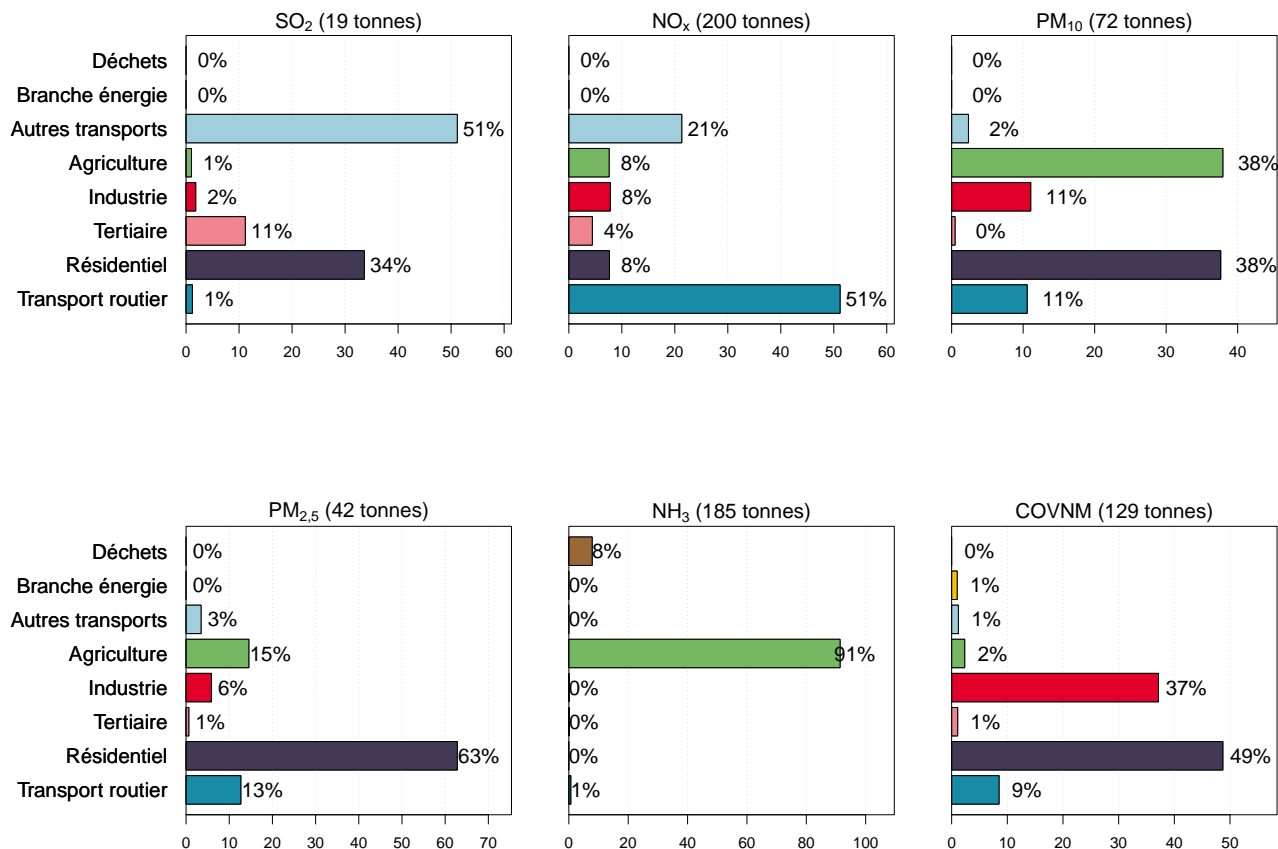 SO₂ (19 tonnes)
Déchets 0%
Branche énergie 0%
Autres transports 51%
Agriculture 1%
Industrie 2%
Tertiaire 11%
Résidentiel 34%
Transport routier 1%
0 10 20 30 40 50 60
NOₓ (200 tonnes)
0%
0%
21%
8%
8%
4%
8%
51%
0 10 20 30 40 50 60
PM₁₀ (72 tonnes)
0%
0%
2%
38%
11%
0%
38%
11%
0 10 20 30 40
PM₂,₅ (42 tonnes)
Déchets 0%
Branche énergie 0%
Autres transports 3%
Agriculture 15%
Industrie 6%
Tertiaire 1%
Résidentiel 63%
Transport routier 13%
0 10 20 30 40 50 60 70
NH₃ (185 tonnes)
8%
0%
0%
91%
0%
0%
0%
1%
0 20 40 60 80 100
COVNM (129 tonnes)
0%
1%
1%
2%
37%
1%
49%
9%
0 10 20 30 40 50